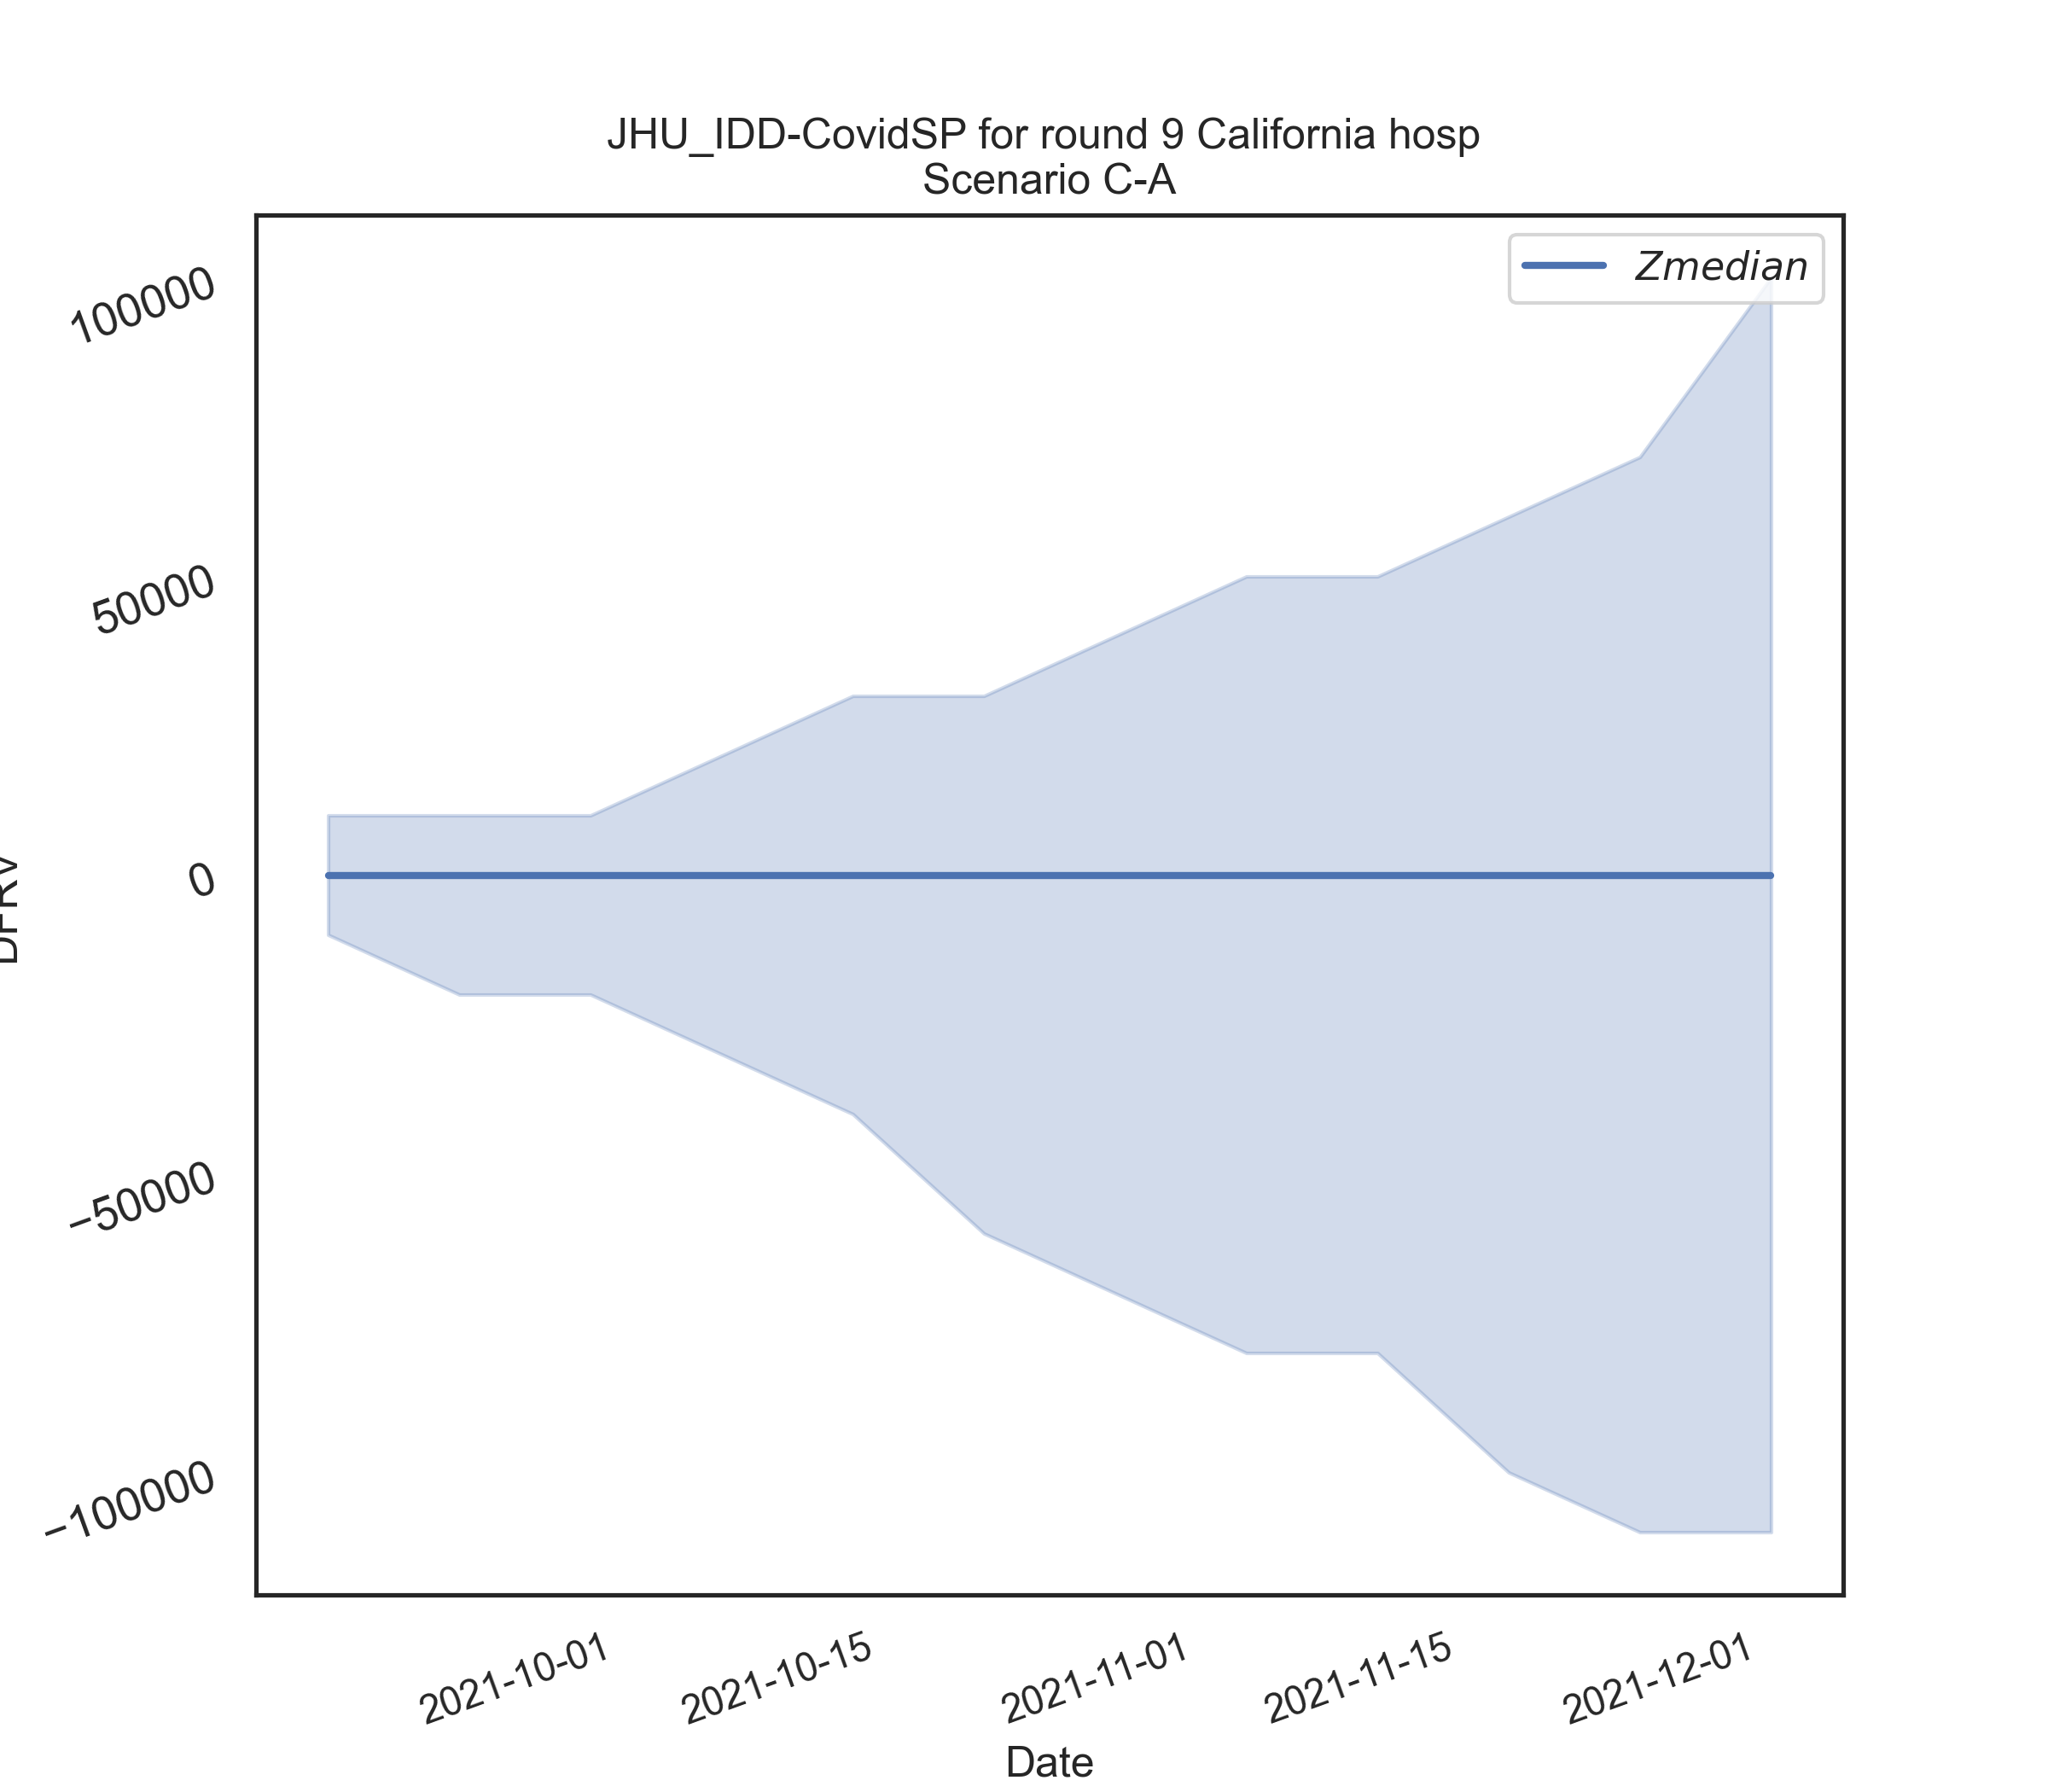 JHU_IDD-CovidSP for round 9 California hosp
Scenario C-A
Zmedian
100000
50000
0
−50000
−100000
2021-10-01
2021-10-15
2021-11-01
2021-11-15
2021-12-01
Date